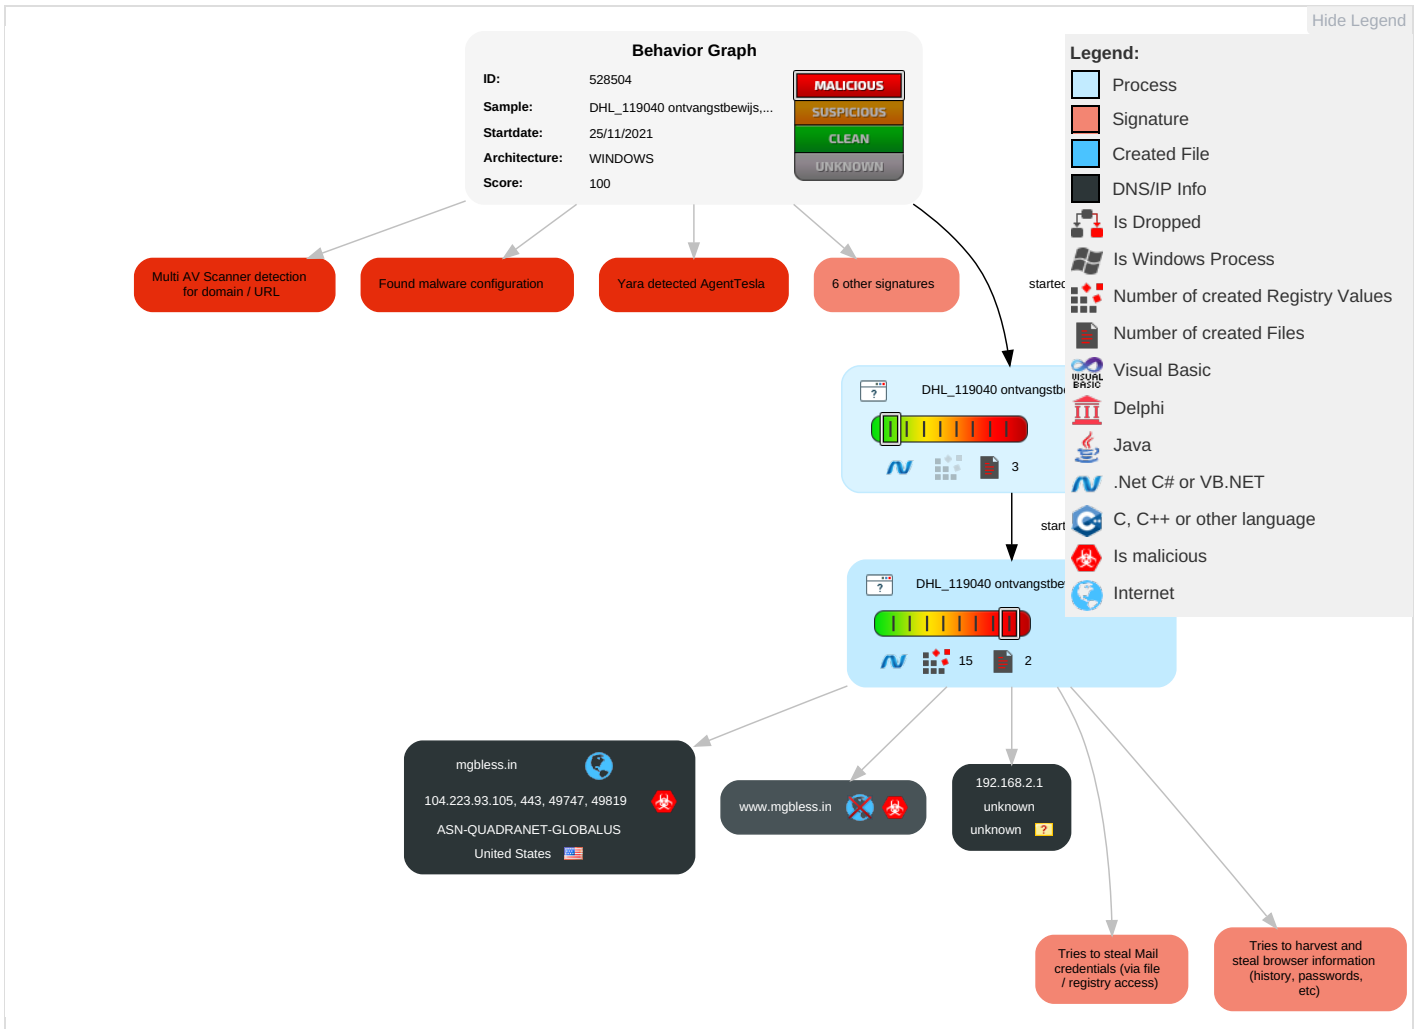 Hide Legend
Behavior Graph
ID: 528504
Sample: DHL_119040 ontvangstbewijs,...
Startdate: 25/11/2021
Architecture: WINDOWS
Score: 100
MALICIOUS
SUSPICIOUS
CLEAN
UNKNOWN
Legend:
Process
Signature
Created File
DNS/IP Info
Is Dropped
Is Windows Process
Number of created Registry Values
Number of created Files
VISUAL
BASIC
Visual Basic
Delphi
Java
.Net C# or VB.NET
C, C++ or other language
Is malicious
Internet
Multi AV Scanner detection
for domain / URL
Found malware configuration
Yara detected AgentTesla
6 other signatures
started
DHL_119040 ontvangstb
3
start
DHL_119040 ontvangstbe
15
2
mgbless.in
104.223.93.105, 443, 49747, 49819
ASN-QUADRANET-GLOBALUS
United States
www.mgbless.in
192.168.2.1
unknown
unknown
Tries to steal Mail
credentials (via file
/ registry access)
Tries to harvest and
steal browser information
(history, passwords,
etc)